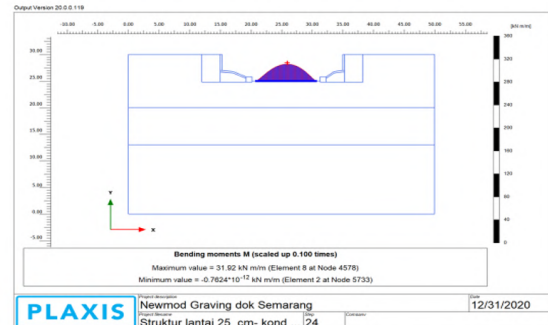 Output Version 20.0.0.119
-10.00 -5.00 0.00 5.00 10.00 15.00 20.00 25.00 30.00 35.00 40.00 45.00 50.00 55.00
[kN m/m]
360
30.00
320
25.00
280
20.00
240
15.00
200
10.00
160
5.00
120
Y
80
0.00
40
X
-5.00
0
Bending moments M (scaled up 0.100 times)
Maximum value = 31.92 kN m/m (Element 8 at Node 4578)
Minimum value = -0.7624*10-12 kN m/m (Element 2 at Node 5733)
PLAXIS
Project description
Newmod Graving dok Semarang
Date
12/31/2020
Project filename
Struktur lantai 25 cm- kond
Step
24
Company